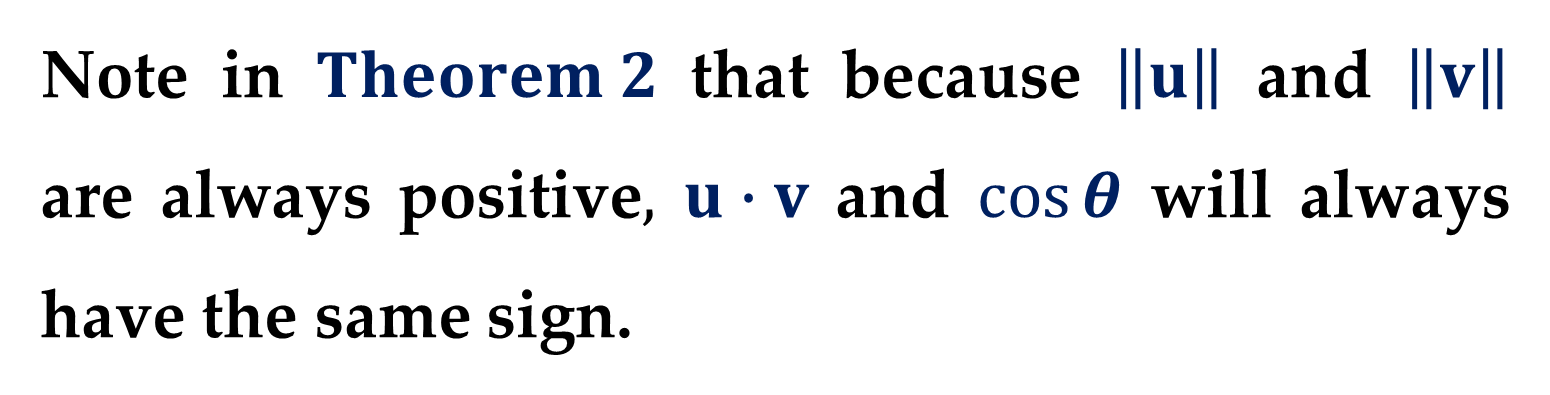 Note in Theorem 2 that because ‖u‖ and ‖v‖
are always positive, u · v and cos θ will always
have the same sign.